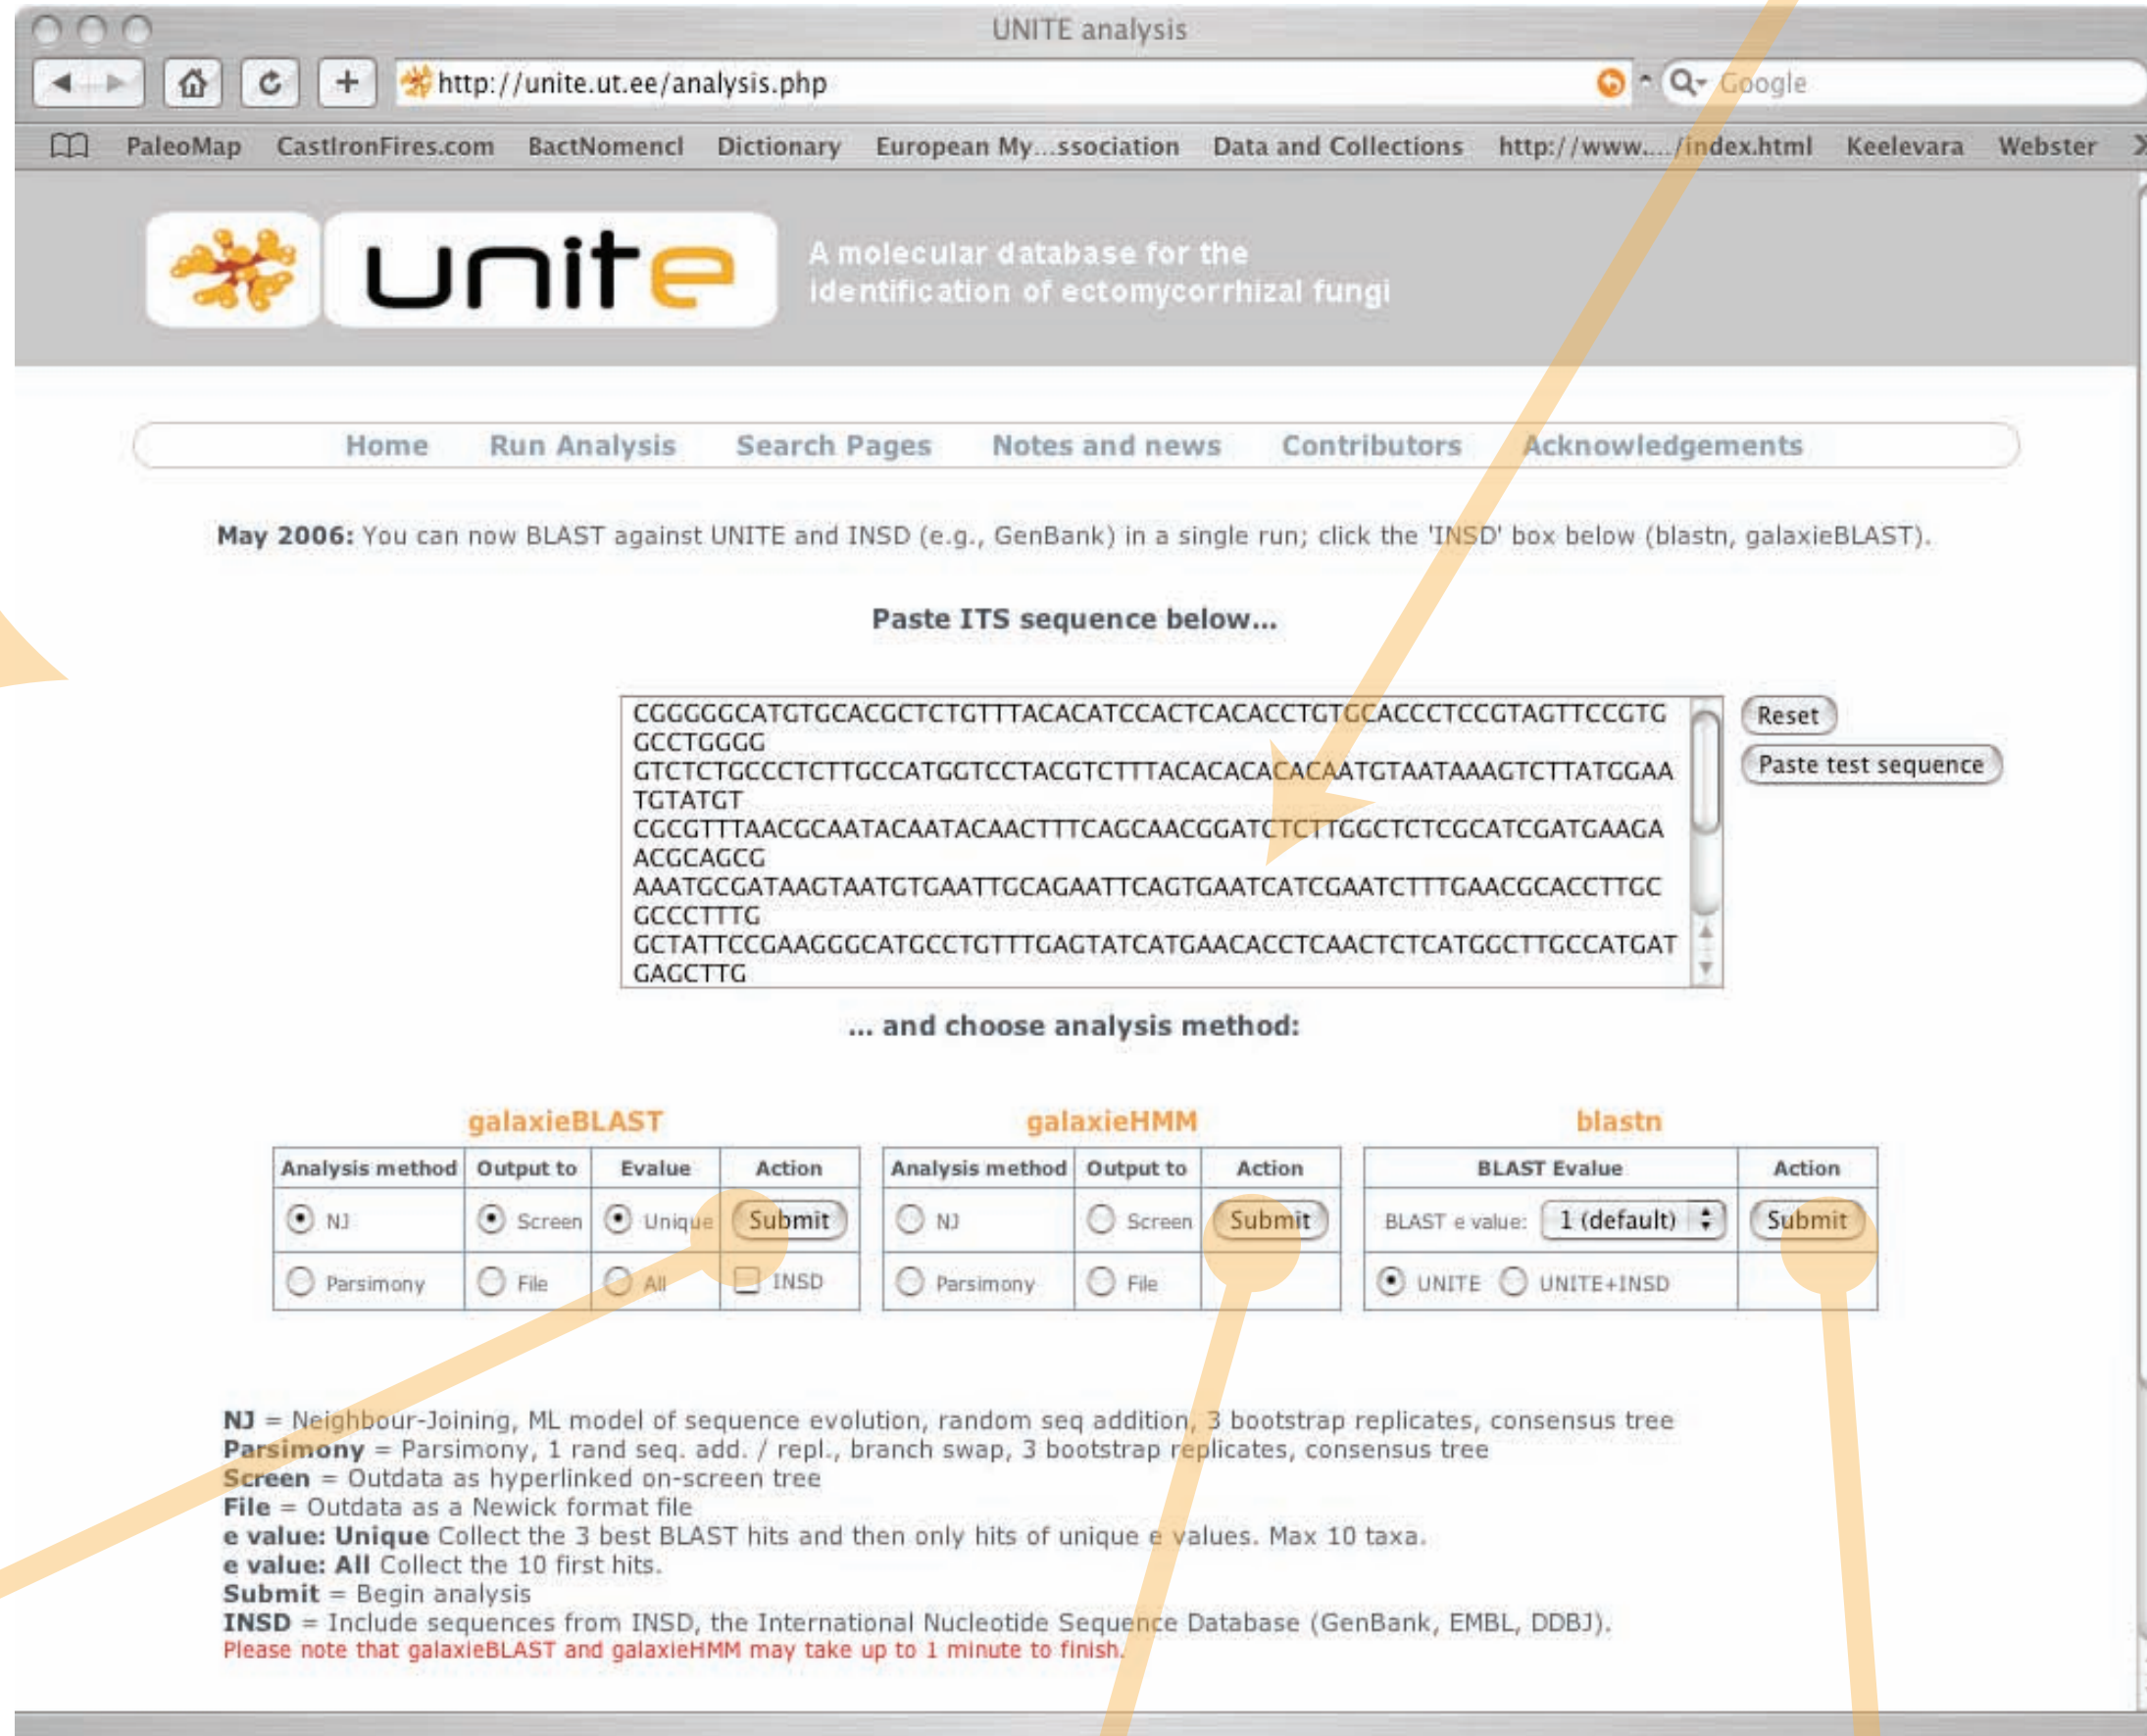 UNITE analysis
http://unite.ut.ee/analysis.php
Google
PaleoMap CastIronFires.com BactNomencl Dictionary European My...ssociation Data and Collections http://www..../index.html Keelevara Webster
unite
A molecular database for the
identification of ectomycorrhizal fungi
Home Run Analysis Search Pages Notes and news Contributors Acknowledgements
May 2006: You can now BLAST against UNITE and INSD (e.g., GenBank) in a single run; click the 'INSD' box below (blastn, galaxieBLAST).
Paste ITS sequence below...
CGGGGGCATGTGCACGCTCTGTTTACACATCCACTCACACCTGTGCACCCTCCGTAGTTCCGTG
GCCTGGGG
GTCTCTGCCCTCTTGCCATGGTCCTACGTCTTTACACACACACAATGTAATAAAGTCTTATGGAA
TGTATGT
CGCGTTTAACGCAATACAATACAACTTTCAGCAACGGATCTCTTGGCTCTCGCATCGATGAAGA
ACGCAGCG
AAATGCGATAAGTAATGTGAATTGCAGAATTCAGTGAATCATCGAATCTTTGAACGCACCTTGC
GCCCTTTG
GCTATTCCGAAGGGCATGCCTGTTTGAGTATCATGAACACCTCAACTCTCATGGCTTGCCATGAT
GAGCTTG
Reset
Paste test sequence
... and choose analysis method:
galaxieBLAST galaxieHMM blastn
Analysis method Output to Evalue Action Analysis method Output to Action BLAST Evalue Action
NJ Screen Unique Submit NJ Screen Submit BLAST e value: 1 (default) Submit
Parsimony File All INSD Parsimony File UNITE UNITE+INSD
NJ = Neighbour-Joining, ML model of sequence evolution, random seq addition, 3 bootstrap replicates, consensus tree
Parsimony = Parsimony, 1 rand seq. add. / repl., branch swap, 3 bootstrap replicates, consensus tree
Screen = Outdata as hyperlinked on-screen tree
File = Outdata as a Newick format file
e value: Unique Collect the 3 best BLAST hits and then only hits of unique e values. Max 10 taxa.
e value: All Collect the 10 first hits.
Submit = Begin analysis
INSD = Include sequences from INSD, the International Nucleotide Sequence Database (GenBank, EMBL, DDBJ).
Please note that galaxieBLAST and galaxieHMM may take up to 1 minute to finish.